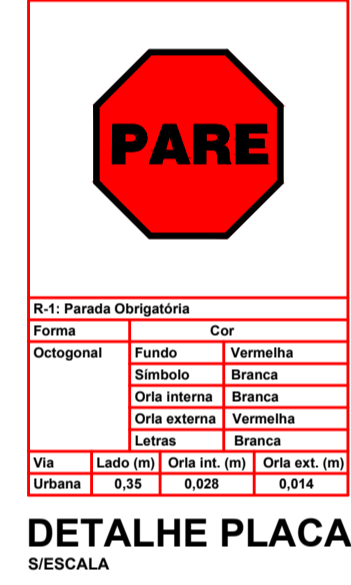 PARE
R-1: Parada Obrigatória
Forma Cor
Octogonal Fundo Vermelha
Símbolo Branca
Orla interna Branca
Orla externa Vermelha
Letras Branca
Via Lado (m) Orla int. (m) Orla ext. (m)
Urbana 0,35 0,028 0,014
DETALHE PLACA
S/ESCALA